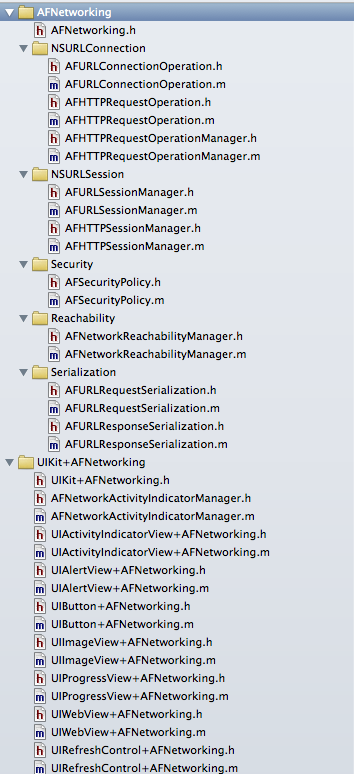 AFNetworking
h AFNetworking.h
NSURLConnection
h AFURLConnectionOperation.h
m AFURLConnectionOperation.m
h AFHTTPRequestOperation.h
m AFHTTPRequestOperation.m
h AFHTTPRequestOperationManager.h
m AFHTTPRequestOperationManager.m
NSURLSession
h AFURLSessionManager.h
m AFURLSessionManager.m
h AFHTTPSessionManager.h
m AFHTTPSessionManager.m
Security
h AFSecurityPolicy.h
m AFSecurityPolicy.m
Reachability
h AFNetworkReachabilityManager.h
m AFNetworkReachabilityManager.m
Serialization
h AFURLRequestSerialization.h
m AFURLRequestSerialization.m
h AFURLResponseSerialization.h
m AFURLResponseSerialization.m
UIKit+AFNetworking
h UIKit+AFNetworking.h
h AFNetworkActivityIndicatorManager.h
m AFNetworkActivityIndicatorManager.m
h UIActivityIndicatorView+AFNetworking.h
m UIActivityIndicatorView+AFNetworking.m
h UIAlertView+AFNetworking.h
m UIAlertView+AFNetworking.m
h UIButton+AFNetworking.h
m UIButton+AFNetworking.m
h UIImageView+AFNetworking.h
m UIImageView+AFNetworking.m
h UIProgressView+AFNetworking.h
m UIProgressView+AFNetworking.m
h UIWebView+AFNetworking.h
m UIWebView+AFNetworking.m
h UIRefreshControl+AFNetworking.h
m UIRefreshControl+AFNetworking.m